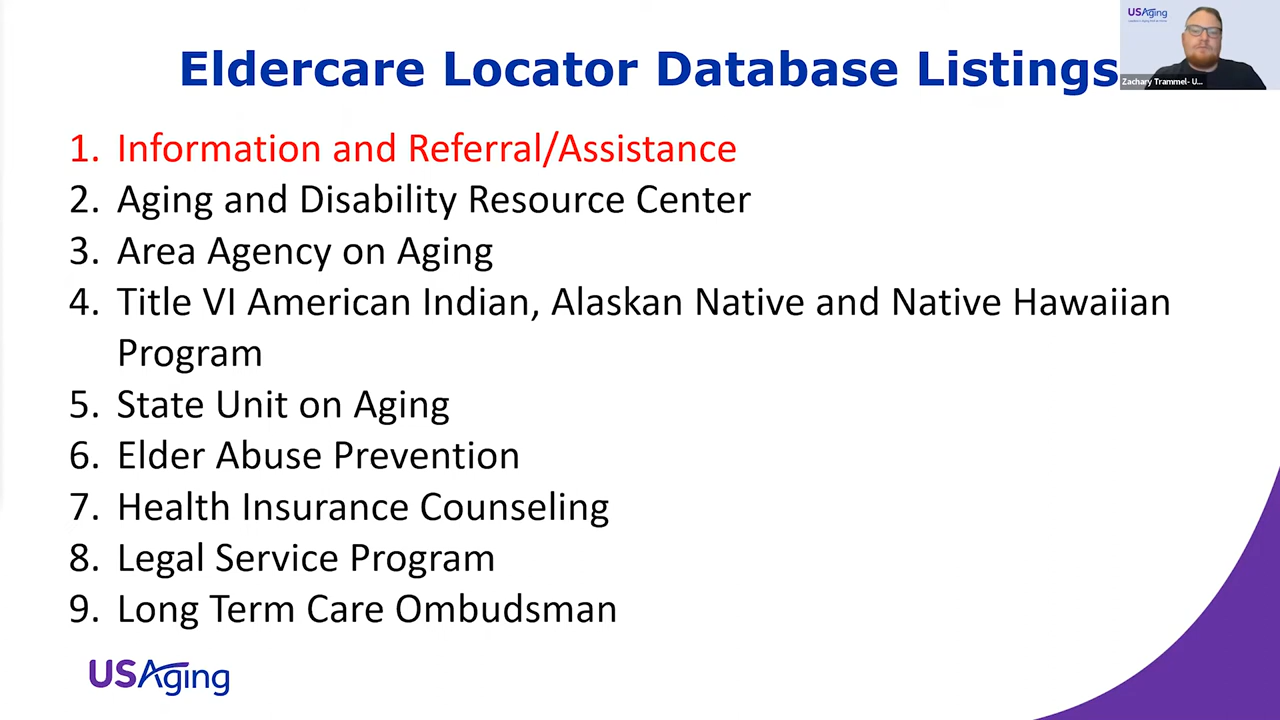 Eldercare Locator Database Listings
USAging
Zachary Trammel- U...
1. Information and Referral/Assistance
2. Aging and Disability Resource Center
3. Area Agency on Aging
4. Title VI American Indian, Alaskan Native and Native Hawaiian
Program
5. State Unit on Aging
6. Elder Abuse Prevention
7. Health Insurance Counseling
8. Legal Service Program
9. Long Term Care Ombudsman
USAging